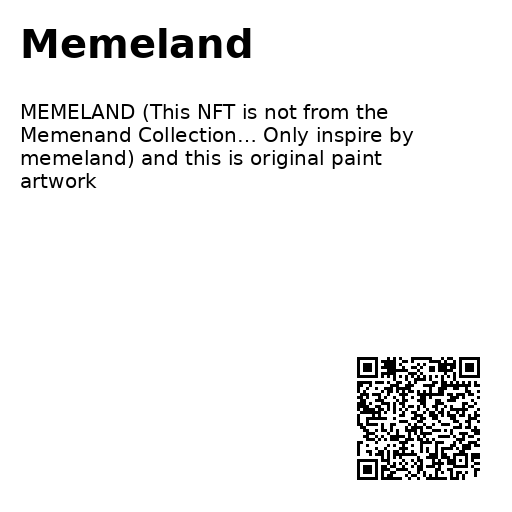 Memeland
MEMELAND (This NFT is not from the
Memenand Collection... Only inspire by
memeland) and this is original paint
artwork